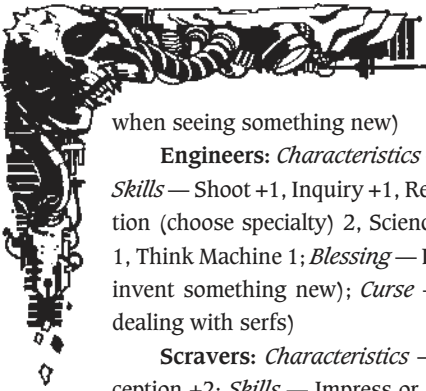 when seeing something new)
Engineers: Characteristics
Skills — Shoot +1, Inquiry +1, Re
tion (choose specialty) 2, Scienc
1, Think Machine 1; Blessing —
invent something new); Curse
dealing with serfs)
Scravers: Characteristics
ception +2; Skills — Impress or